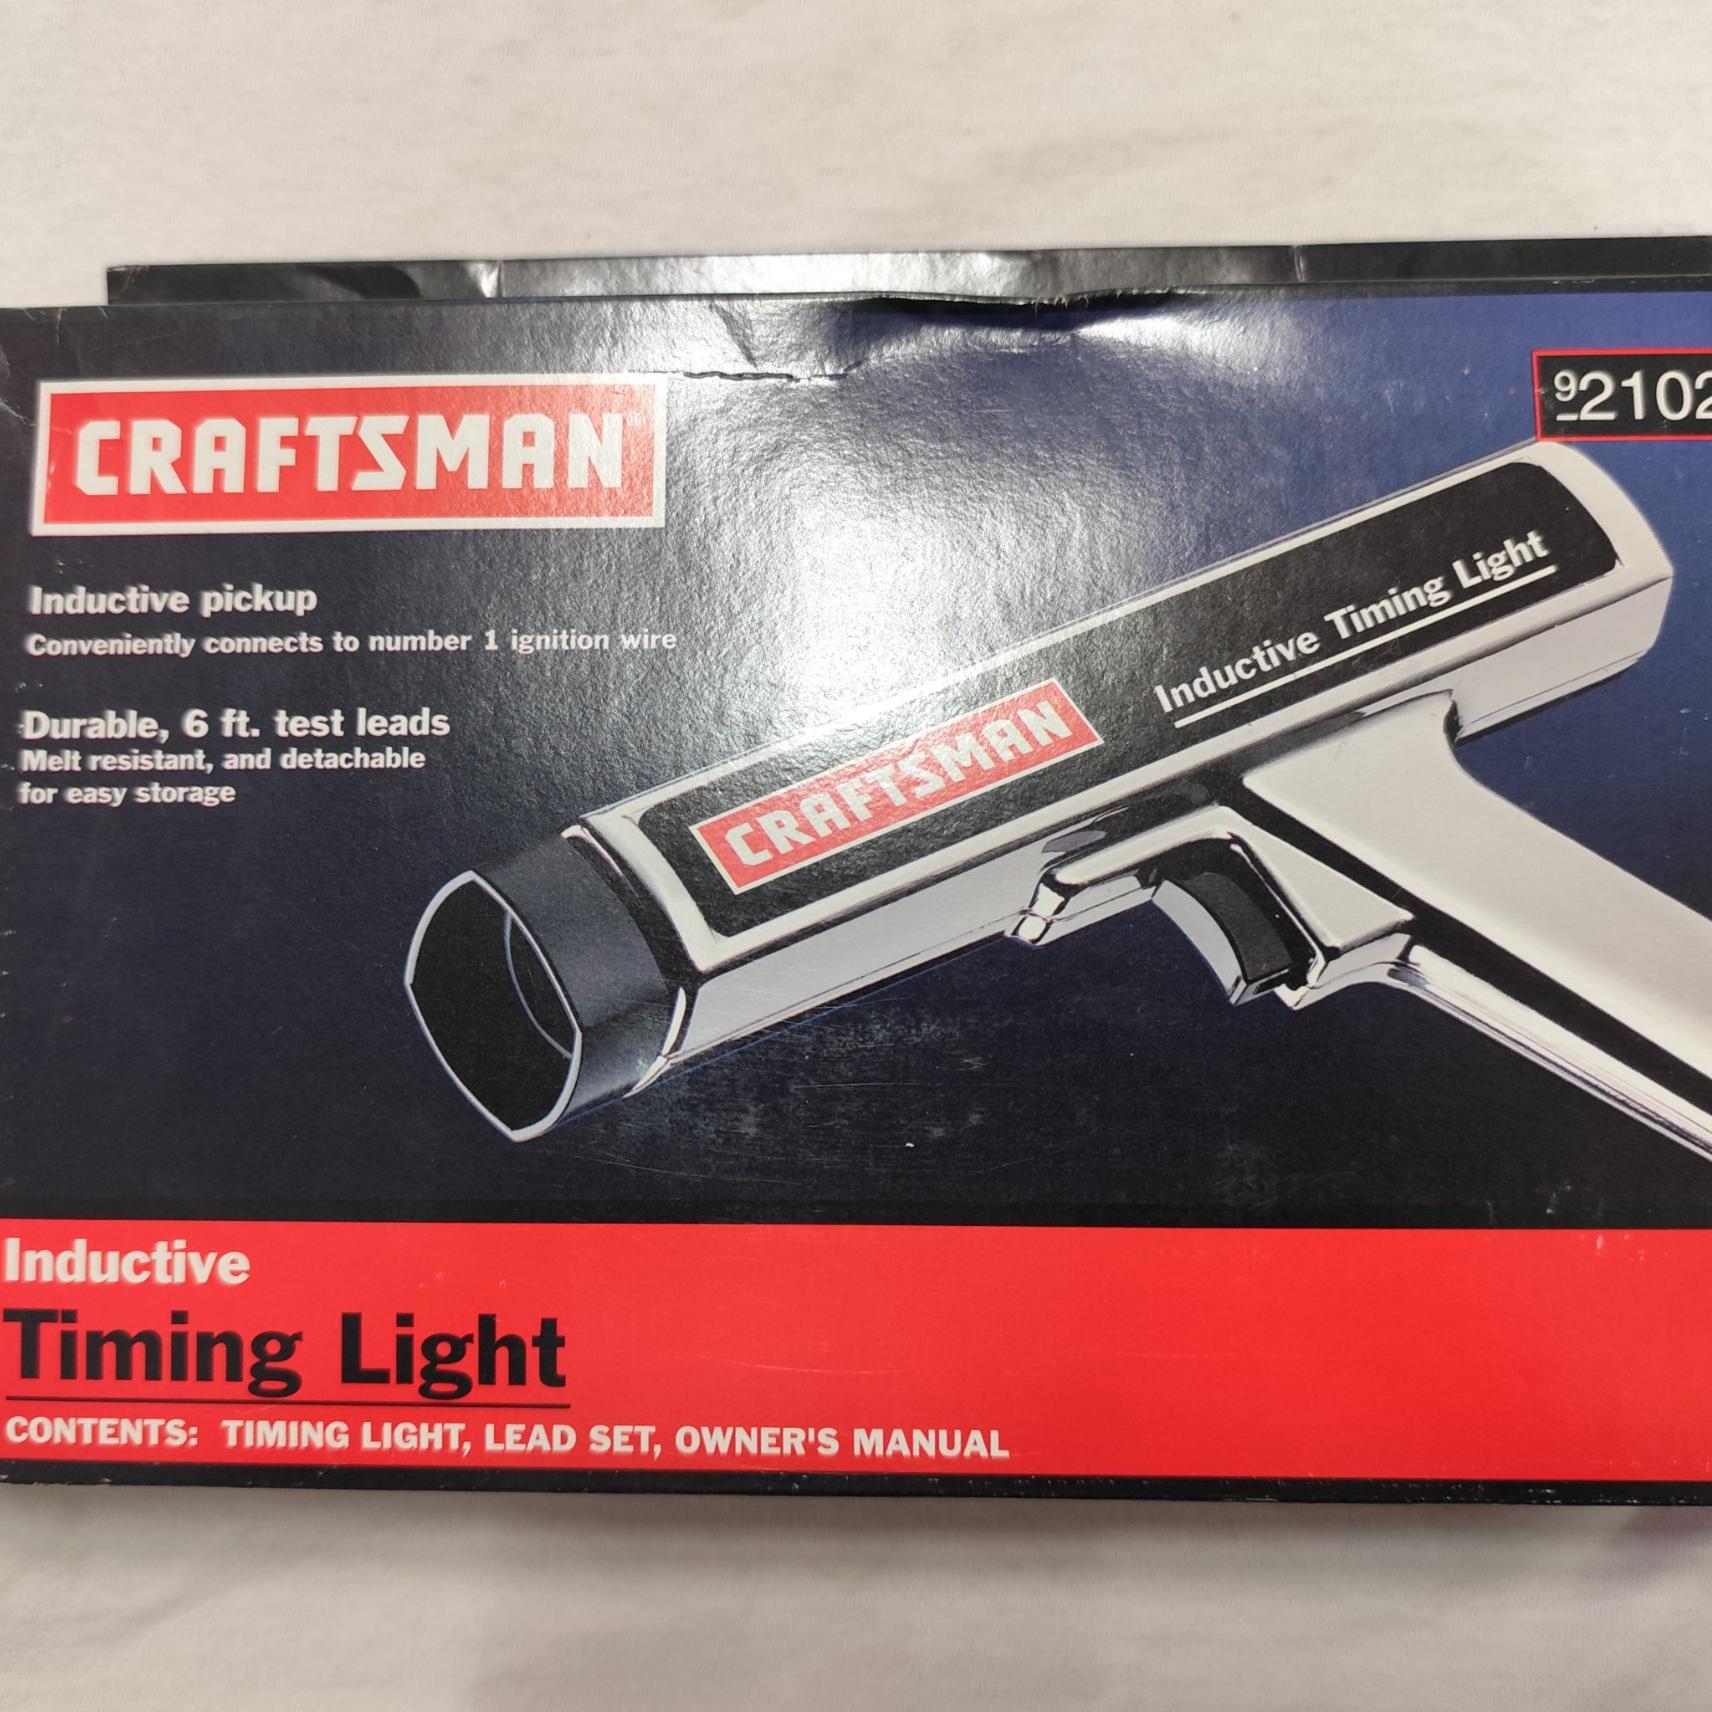 CRAFTSMAN®
92102
Inductive pickup
Conveniently connects to number 1 ignition wire
Durable, 6 ft. test leads
Melt resistant, and detachable
for easy storage
CRAFTSMAN
Inductive Timing Light
Inductive
Timing Light
CONTENTS: TIMING LIGHT, LEAD SET, OWNER'S MANUAL